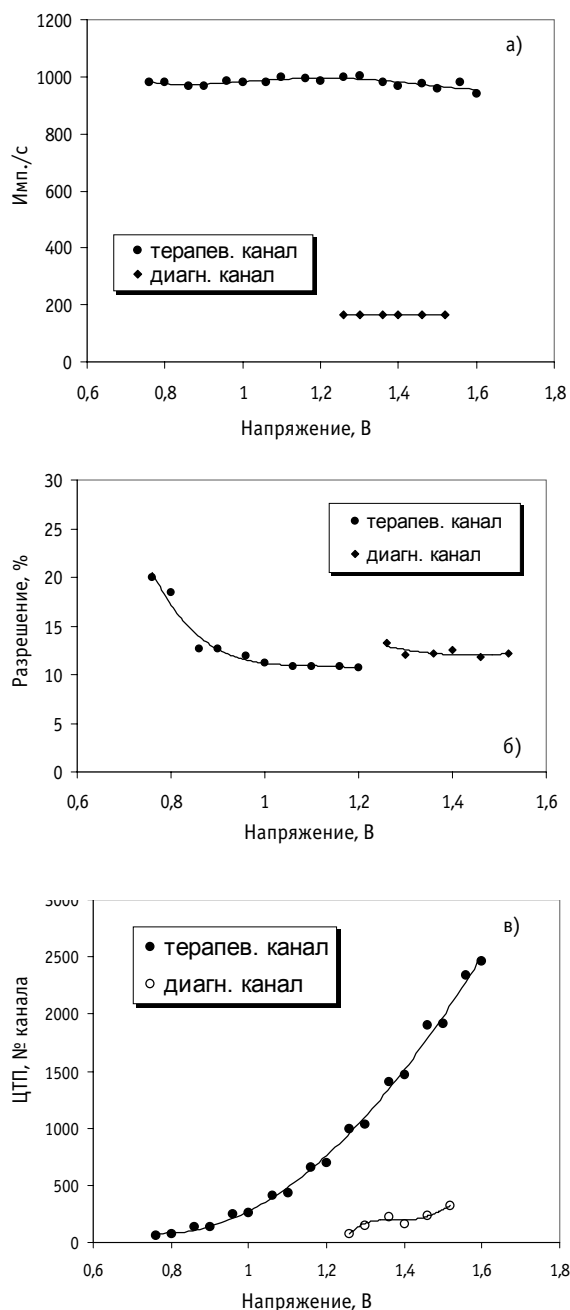 а)
1200
1000
800
600
400
200
0
Имп./с
терапев. канал
диагн. канал
0,6 0,8 1 1,2 1,4 1,6 1,8
Напряжение, В
30
25
20
15
10
5
0
Разрешение, %
терапев. канал
диагн. канал
б)
0,6 0,8 1 1,2 1,4 1,6
Напряжение, В
3000
2500
2000
1500
1000
500
0
ЦТП, № канала
в)
терапев. канал
диагн. канал
0,6 0,8 1 1,2 1,4 1,6 1,8
Напряжение, В